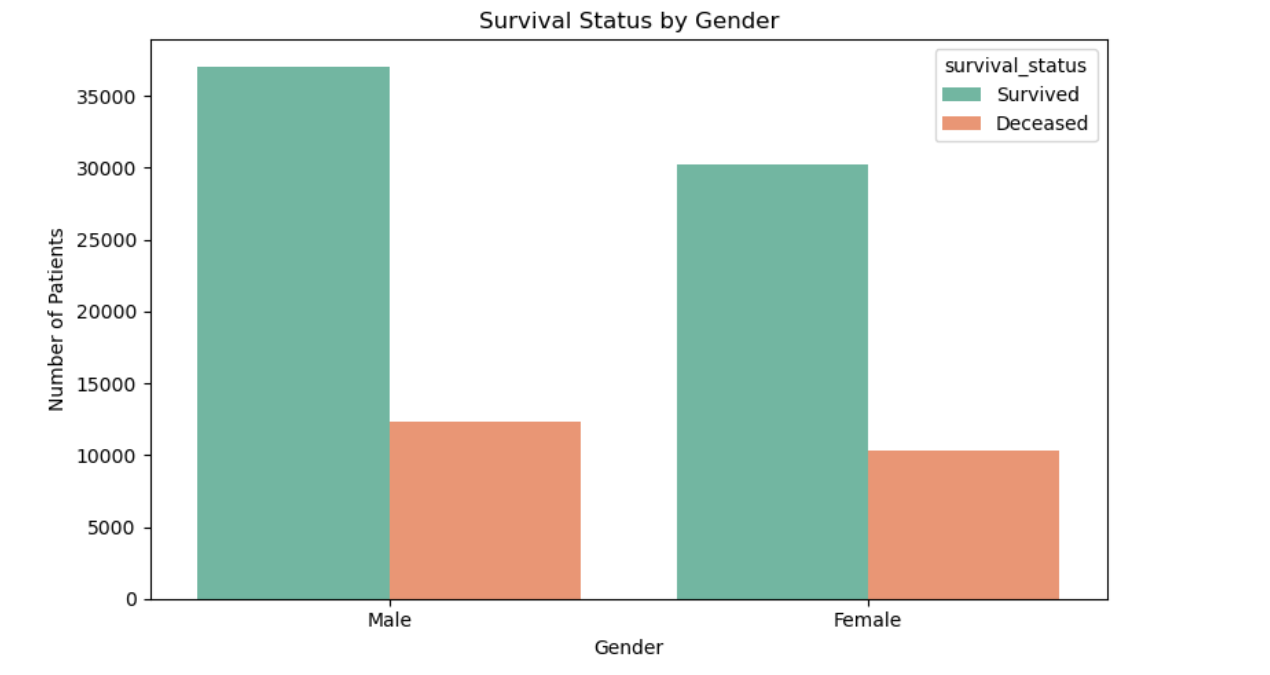 Survival Status by Gender
survival_status
Survived
Deceased
Number of Patients
35000
30000
25000
20000
15000
10000
5000
0
Male
Female
Gender